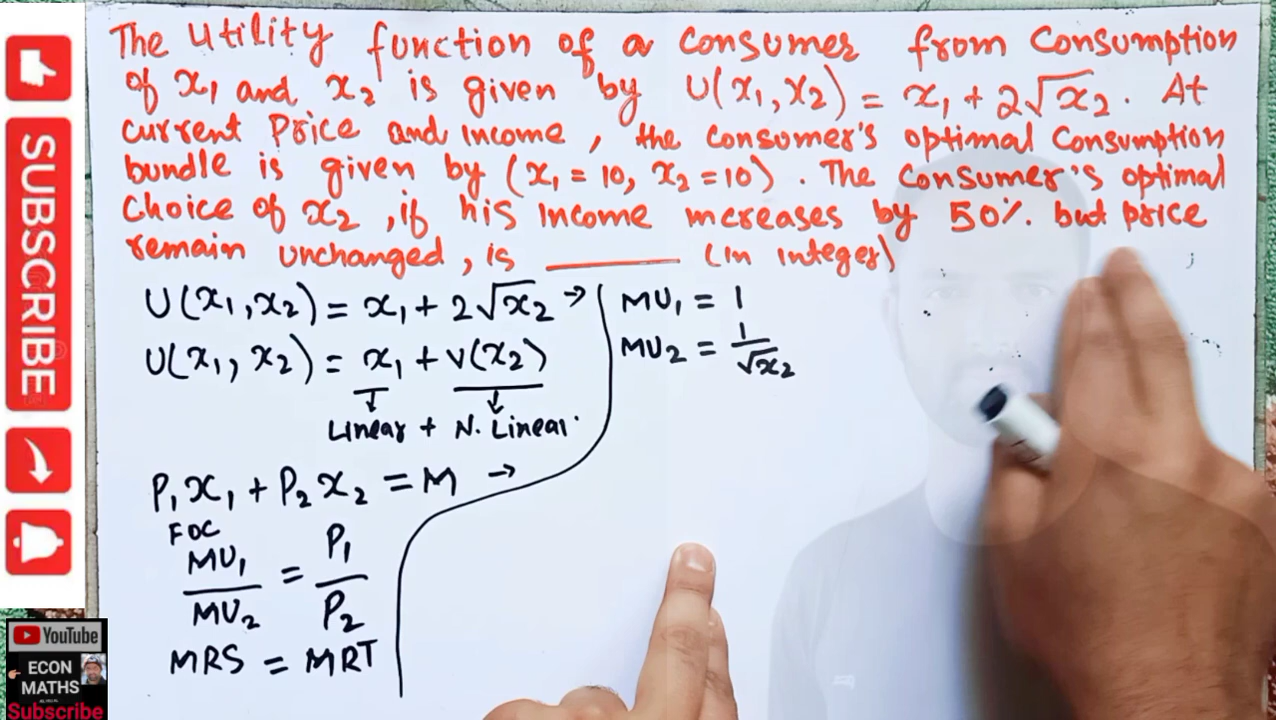 The Utility function of a consumer from consumption
of x₁ and x₂ is given by U(x₁, x₂) = x₁ + 2√x₂. At
current Price and income, the consumer's optimal consumption
bundle is given by (x₁ = 10, x₂ = 10). The consumer's optimal
choice of x₂, if his income increases by 50% but price
remain unchanged, is ______ (in integer)
U(x₁, x₂) = x₁ + 2√x₂ →
U(x₁, x₂) = x₁ + v(x₂)
↓ ↓
Linear + N. Linear.
P₁x₁ + P₂x₂ = M →
FOC
MU₁/MU₂ = P₁/P₂
MRS = MRT
MU₁ = 1
MU₂ = 1/√x₂
SUBSCRIBE
YouTube
ECON
MATHS
Subscribe